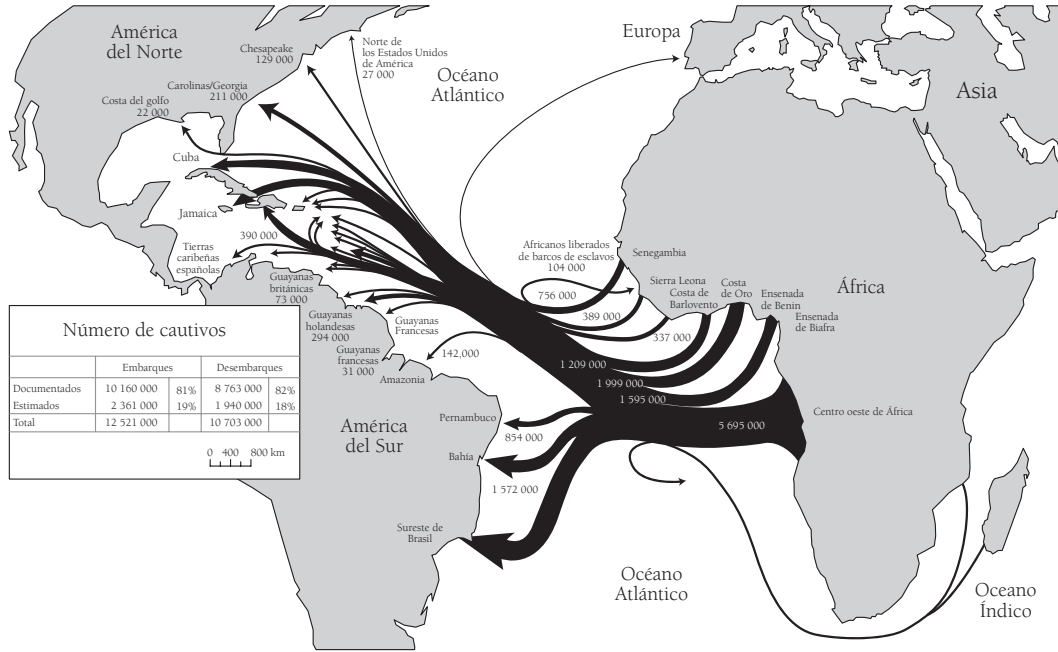 América
del Norte
Chesapeake
129 000
Norte de
los Estados Unidos
de América
27 000
Europa
Océano
Atlántico
Carolinas/Georgia
211 000
Costa del golfo
22 000
Asia
Cuba
Jamaica
390 000
Tierras
caribeñas
españolas
Africanos liberados
de barcos de esclavos
104 000
Senegambia
756 000
Sierra Leona
389 000
Costa de
Barlovento
337 000
Costa
de Oro
Ensenada
de Benin
Ensenada
de Biafra
África
Guayanas
británicas
73 000
Guayanas
holandesas
294 000
Guayanas
Francesas
Guayanas
francesas
31 000
142,000
Amazonia
1 209 000
1 999 000
1 595 000
5 695 000
Centro oeste de África
Número de cautivos
Embarques Desembarques
Documentados 10 160 000 81% 8 763 000 82%
Estimados 2 361 000 19% 1 940 000 18%
Total 12 521 000 10 703 000
0 400 800 km
América
del Sur
Pernambuco
854 000
Bahía
1 572 000
Sureste de
Brasil
Océano
Atlántico
Oceano
Índico